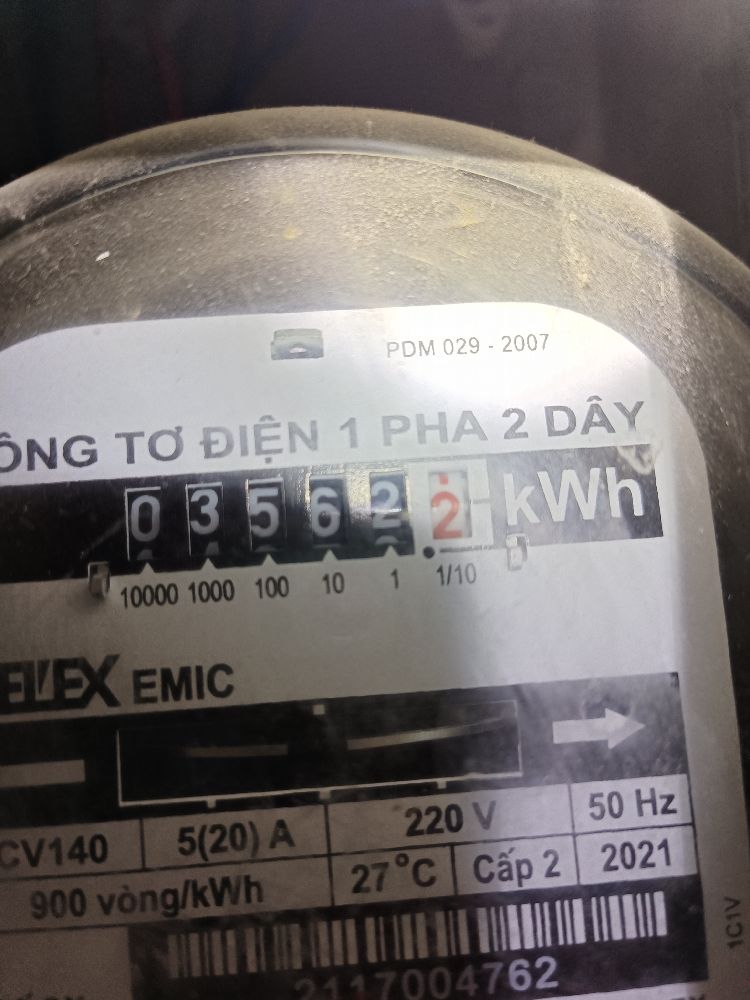 PDM 029 - 2007
ÔNG TƠ ĐIỆN 1 PHA 2 DÂY
0 3 5 6 2 2 kWh
10000 1000 100 10 1 1/10
EMIC
CV140 5(20) A 220 V 50 Hz
900 vòng/kWh 27°C Cấp 2 2021
2117004762
1C1V